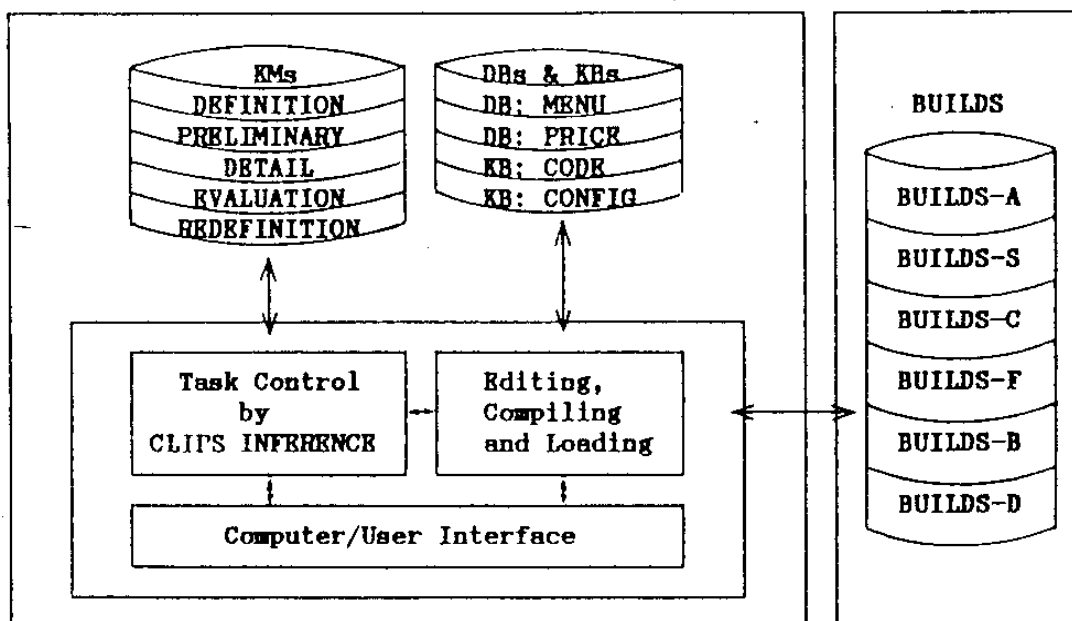 KMs
DEFINITION
PRELIMINARY
DETAIL
EVALUATION
REDEFINITION
DBs & KBs
DB: MENU
DB: PRICE
KB: CODE
KB: CONFIG
BUILDS
BUILDS-A
BUILDS-S
BUILDS-C
BUILDS-F
BUILDS-B
BUILDS-D
Task Control
by
CLIPS INFERENCE
Editing,
Compiling
and Loading
Computer/User Interface